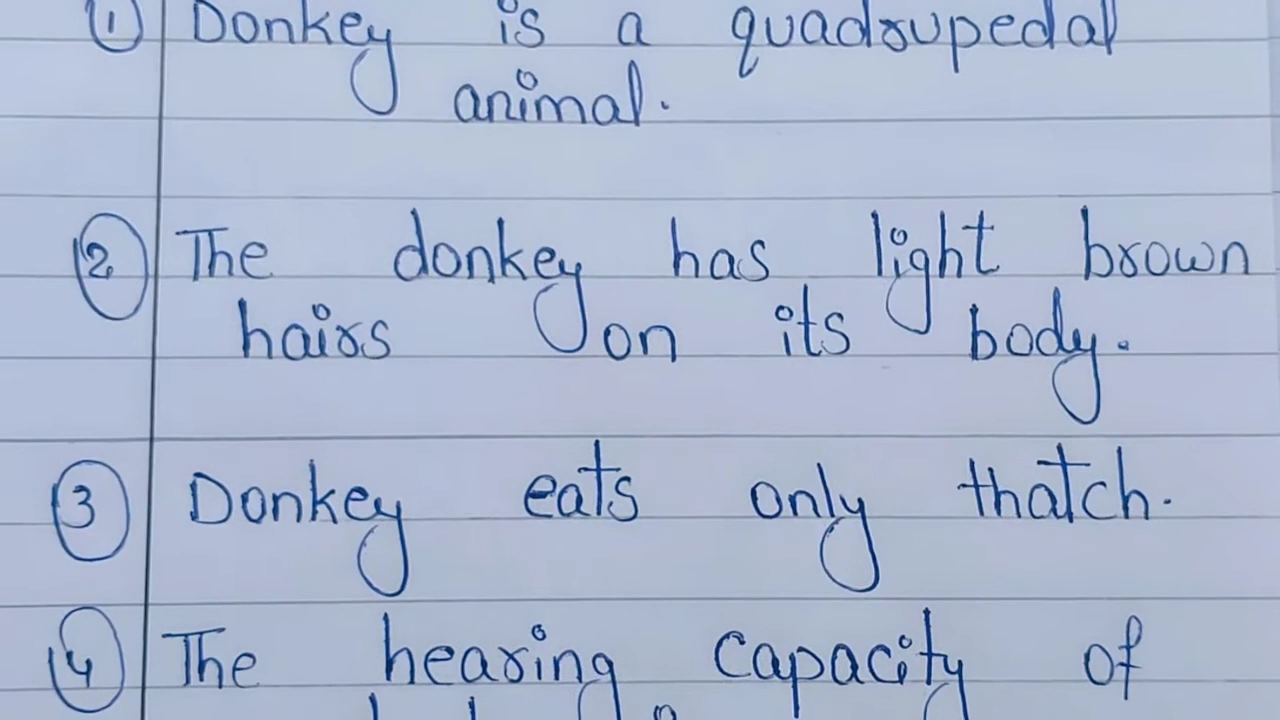 ① Donkey is a quadrupedal
animal.
② The donkey has light brown
hairs on its body.
③ Donkey eats only thatch.
④ The hearing capacity of